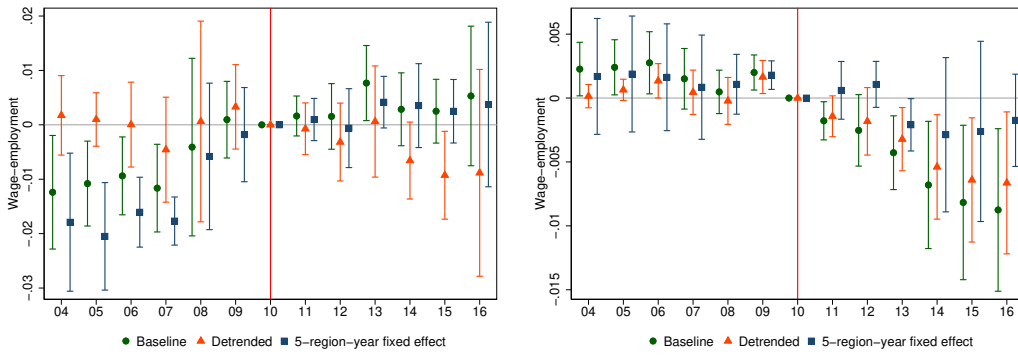 .02
.01
0
-.01
-.02
-.03
Wage-employment
04 05 06 07 08 09 10 11 12 13 14 15 16
Baseline Detrended 5-region-year fixed effect
.005
0
-.005
-.01
-.015
Wage-employment
04 05 06 07 08 09 10 11 12 13 14 15 16
Baseline Detrended 5-region-year fixed effect